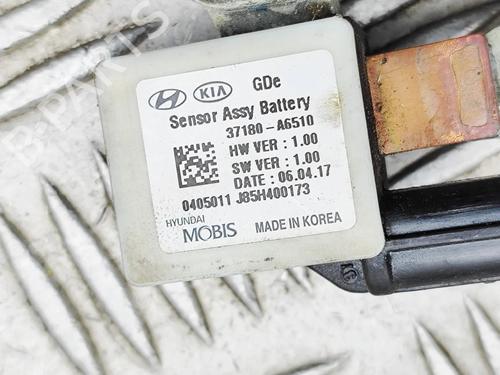 KIA GDe
Sensor Assy Battery
37180 -A6510
HW VER : 1.00
SW VER : 1.00
DATE : 06.04.17
0405011 J85H400173
HYUNDAI
MOBIS MADE IN KOREA